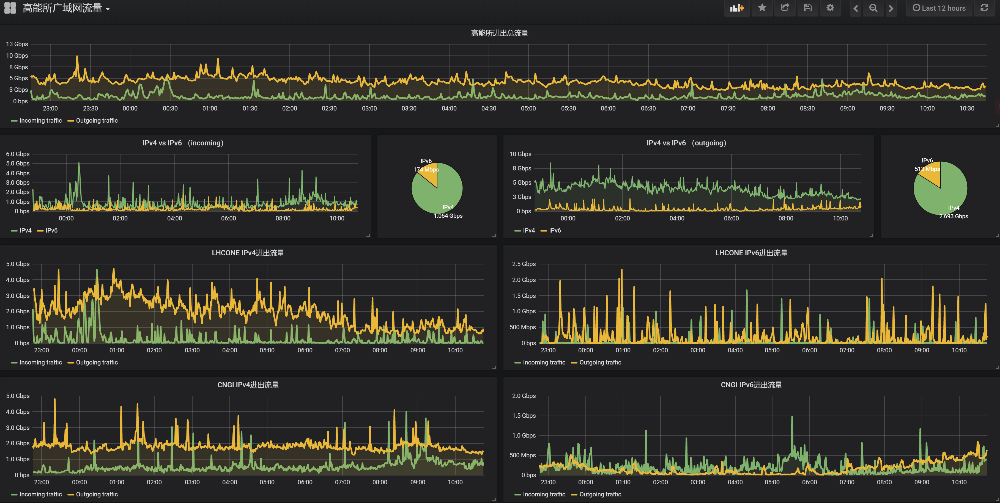 高能所广域网流量
Last 12 hours
高能所进出总流量
13 Gbps
10 Gbps
8 Gbps
5 Gbps
3 Gbps
0 bps
23:00 23:30 00:00 00:30 01:00 01:30 02:00 02:30 03:00 03:30 04:00 04:30 05:00 05:30 06:00 06:30 07:00 07:30 08:00 08:30 09:00 09:30 10:00 10:30
Incoming traffic Outgoing traffic
IPv4 vs IPv6 （incoming）
6.0 Gbps
5.0 Gbps
4.0 Gbps
3.0 Gbps
2.0 Gbps
1.0 Gbps
0 bps
00:00 02:00 04:00 06:00 08:00 10:00
IPv4 IPv6
IPv6
174 Mbps
IPv4
1.054 Gbps
IPv4 vs IPv6 （outgoing）
10 Gbps
8 Gbps
5 Gbps
3 Gbps
0 bps
00:00 02:00 04:00 06:00 08:00 10:00
IPv4 IPv6
IPv6
513 Mbps
IPv4
2.693 Gbps
LHCONE IPv4进出流量
5.0 Gbps
4.0 Gbps
3.0 Gbps
2.0 Gbps
1.0 Gbps
0 bps
23:00 00:00 01:00 02:00 03:00 04:00 05:00 06:00 07:00 08:00 09:00 10:00
Incoming traffic Outgoing traffic
LHCONE IPv6进出流量
2.5 Gbps
2.0 Gbps
1.5 Gbps
1.0 Gbps
500 Mbps
0 bps
23:00 00:00 01:00 02:00 03:00 04:00 05:00 06:00 07:00 08:00 09:00 10:00
Incoming traffic Outgoing traffic
CNGI IPv4进出流量
5.0 Gbps
4.0 Gbps
3.0 Gbps
2.0 Gbps
1.0 Gbps
0 bps
23:00 00:00 01:00 02:00 03:00 04:00 05:00 06:00 07:00 08:00 09:00 10:00
Incoming traffic Outgoing traffic
CNGI IPv6进出流量
2.0 Gbps
1.5 Gbps
1.0 Gbps
500 Mbps
0 bps
23:00 00:00 01:00 02:00 03:00 04:00 05:00 06:00 07:00 08:00 09:00 10:00
Incoming traffic Outgoing traffic